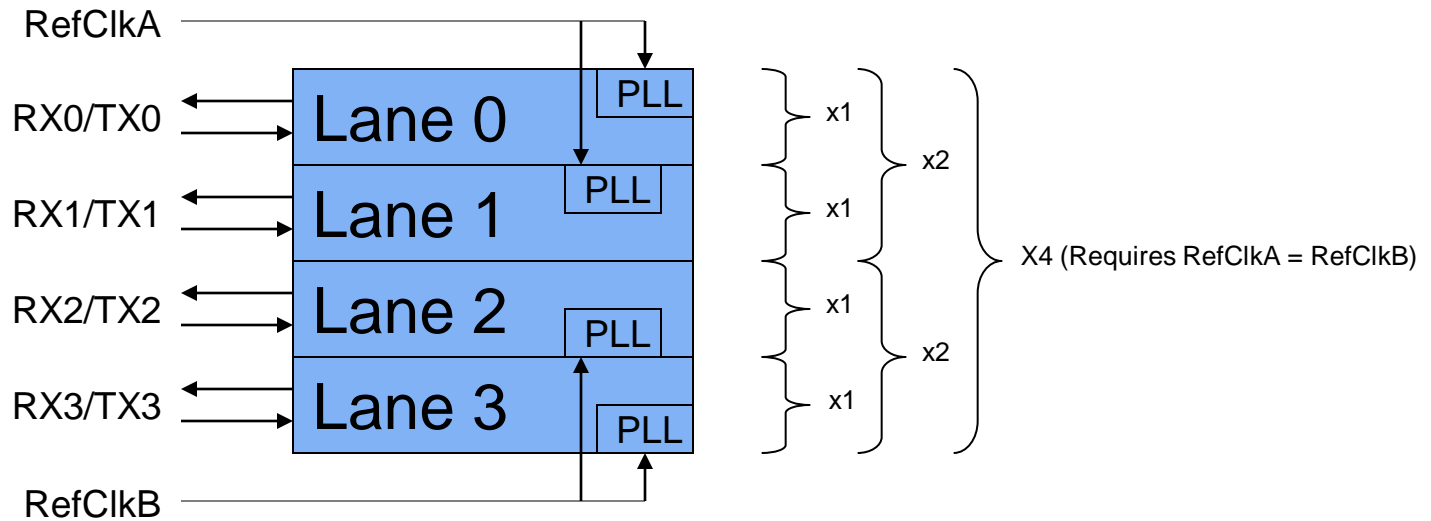 RefClkA
PLL
RX0/TX0
Lane 0
x1
x2
PLL
RX1/TX1
Lane 1
x1
X4 (Requires RefClkA = RefClkB)
RX2/TX2
Lane 2
PLL
x1
x2
RX3/TX3
Lane 3
x1
PLL
RefClkB